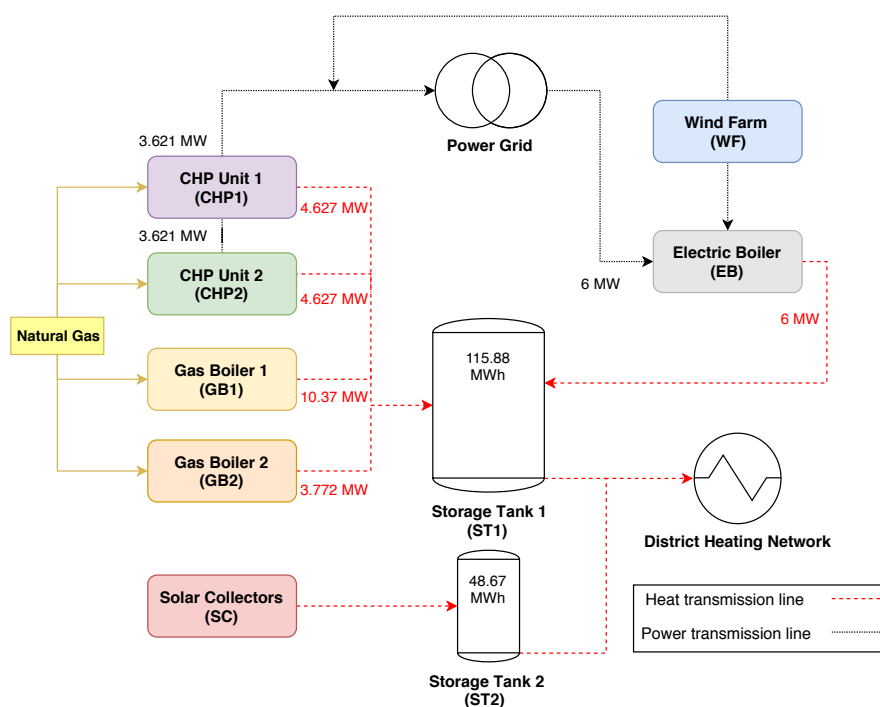 3.621 MW
Power Grid
Wind Farm
(WF)
CHP Unit 1
(CHP1)
4.627 MW
3.621 MW
CHP Unit 2
(CHP2)
4.627 MW
Electric Boiler
(EB)
6 MW
6 MW
Natural Gas
Gas Boiler 1
(GB1)
10.37 MW
115.88
MWh
Gas Boiler 2
(GB2)
3.772 MW
Storage Tank 1
(ST1)
District Heating Network
Solar Collectors
(SC)
48.67
MWh
Storage Tank 2
(ST2)
Heat transmission line
Power transmission line